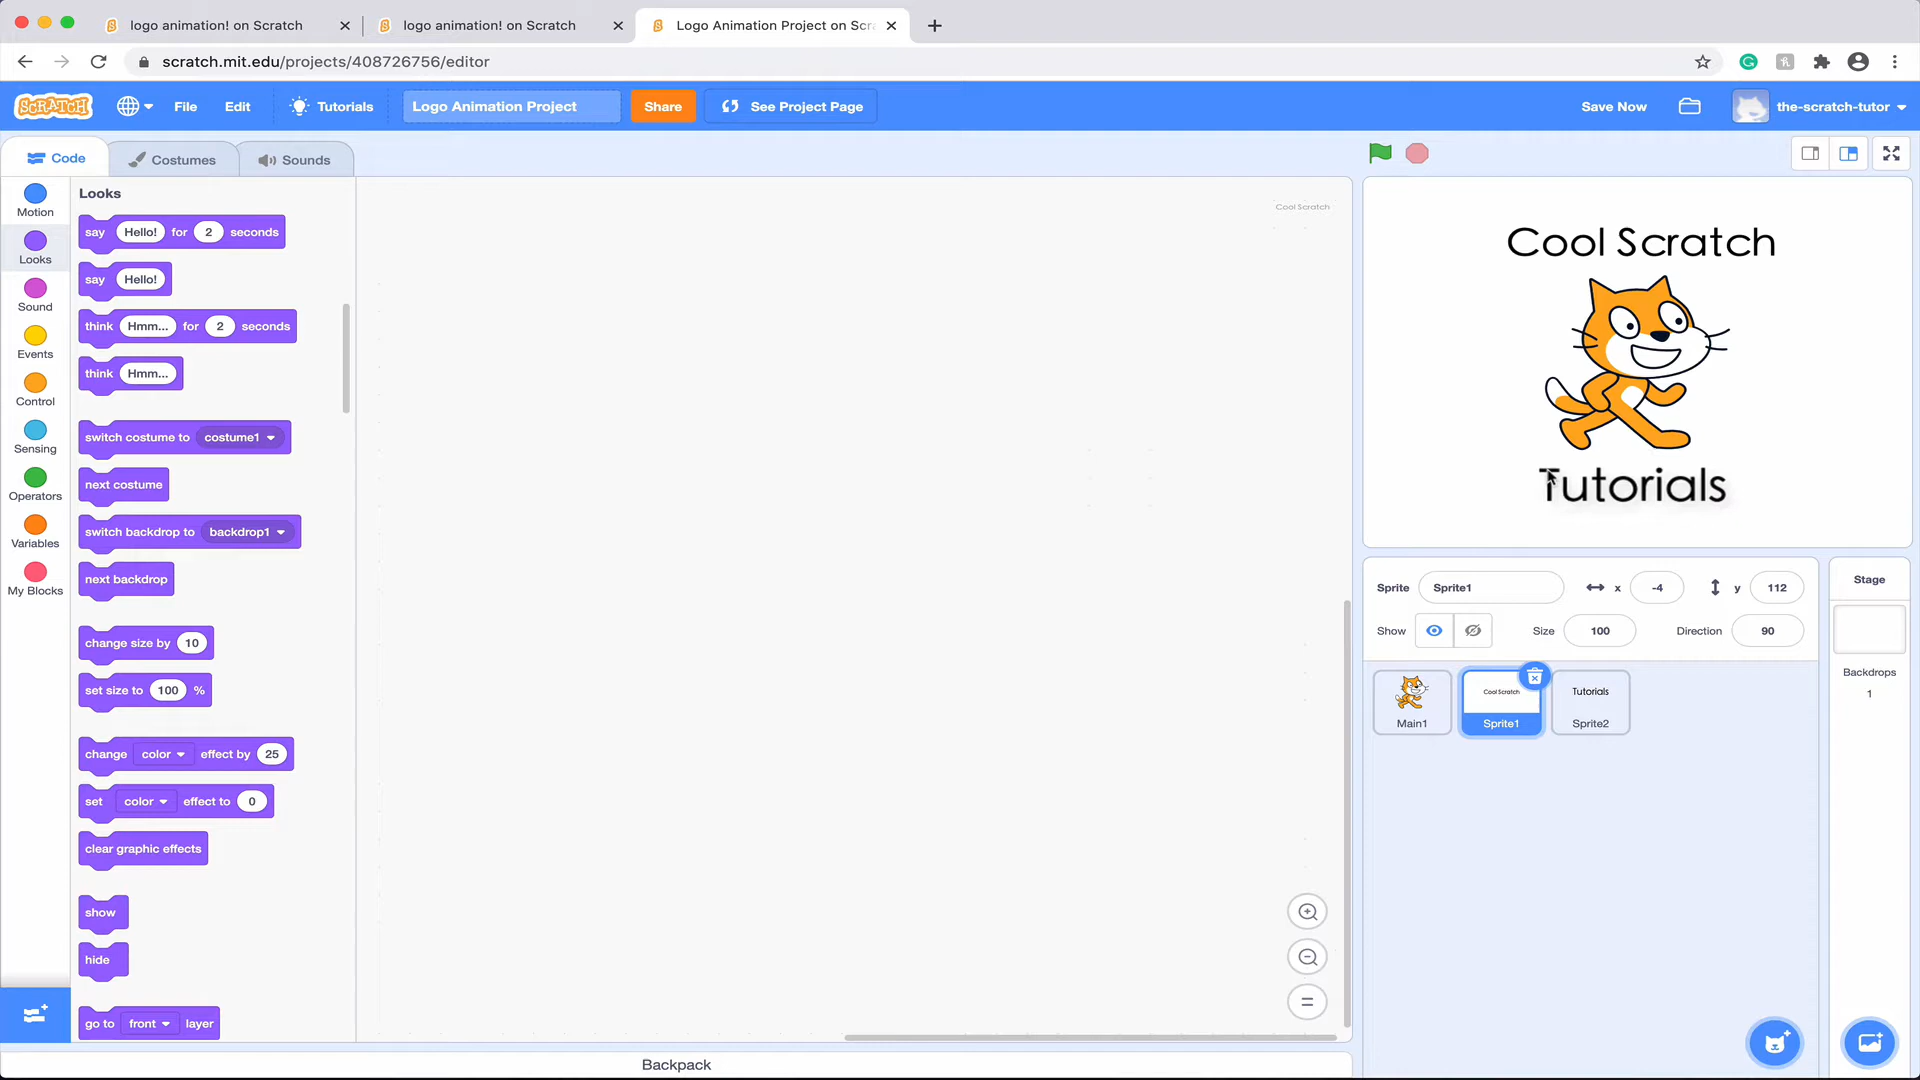 logo animation! on Scratch
logo animation! on Scratch
Logo Animation Project on Scr
scratch.mit.edu/projects/408726756/editor
SCRATCH
File
Edit
Tutorials
Logo Animation Project
Share
See Project Page
Save Now
the-scratch-tutor
Code
Costumes
Sounds
Motion
Looks
Sound
Events
Control
Sensing
Operators
Variables
My Blocks
Looks
say Hello! for 2 seconds
say Hello!
think Hmm... for 2 seconds
think Hmm...
switch costume to costume1
next costume
switch backdrop to backdrop1
next backdrop
change size by 10
set size to 100 %
change color effect by 25
set color effect to 0
clear graphic effects
show
hide
go to front layer
Cool Scratch
Backpack
Cool Scratch
Tutorials
Sprite Sprite1 x -4 y 112
Show Size 100 Direction 90
Main1
Cool Scratch
Sprite1
Tutorials
Sprite2
Stage
Backdrops
1